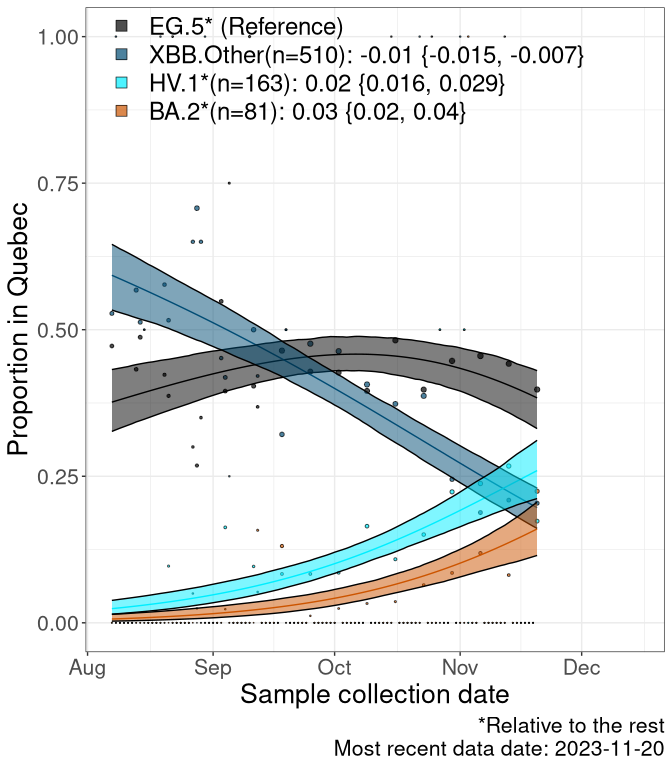 EG.5* (Reference)
XBB.Other(n=510): -0.01 {-0.015, -0.007}
HV.1*(n=163): 0.02 {0.016, 0.029}
BA.2*(n=81): 0.03 {0.02, 0.04}
1.00
0.75
0.50
0.25
0.00
Proportion in Quebec
Aug Sep Oct Nov Dec
Sample collection date
*Relative to the rest
Most recent data date: 2023-11-20